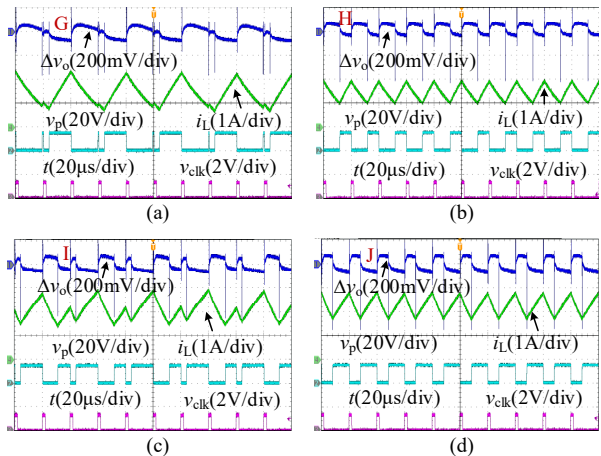 G
Δvo(200mV/div)
vp(20V/div) iL(1A/div)
t(20μs/div) vclk(2V/div)
(a)
H
Δvo(200mV/div)
vp(20V/div) iL(1A/div)
t(20μs/div) vclk(2V/div)
(b)
I
Δvo(200mV/div)
vp(20V/div) iL(1A/div)
t(20μs/div) vclk(2V/div)
(c)
J
Δvo(200mV/div)
vp(20V/div) iL(1A/div)
t(20μs/div) vclk(2V/div)
(d)